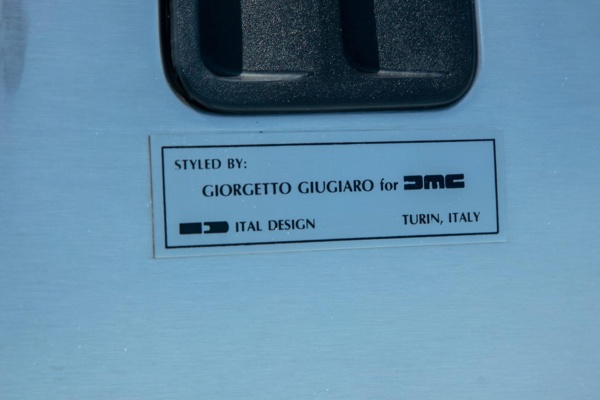 STYLED BY:
GIORGETTO GIUGIARO for DMC
ITAL DESIGN TURIN, ITALY